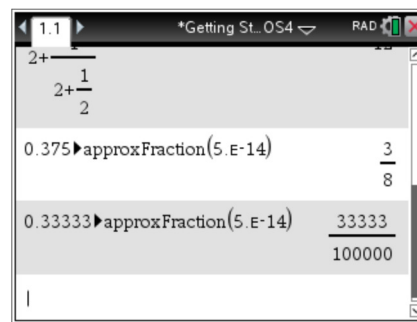 1.1
*Getting St...OS4
RAD
2+
1
2+
2
0.375▶approxFraction(5.E-14)
3
8
0.33333▶approxFraction(5.E-14)
33333
100000